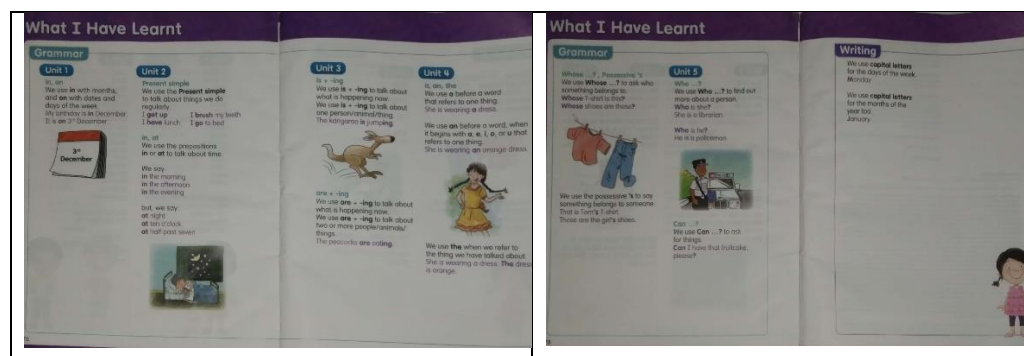 What I Have Learnt
Grammar
Unit 1
in, on
We use in with months,
and on with dates and
days of the week.
My birthday is in December.
It is on 3rd December.
3rd
December
Unit 2
Present simple
We use the Present simple
to talk about things we do
regularly.
I get up I brush my teeth
I have lunch I go to bed
in, at
We use the prepositions
in or at to talk about time.
We say:
in the morning
in the afternoon
in the evening
but, we say:
at night
at ten o'clock
at half past seven
Unit 3
is + -ing
We use is + -ing to talk about
what is happening now.
We use is + -ing to talk about
one person/animal/thing.
The kangaroo is jumping.
are + -ing
We use are + -ing to talk about
what is happening now.
We use are + -ing to talk about
two or more people/animals/
things.
The peacocks are eating.
Unit 4
a, an, the
We use a before a word
that refers to one thing.
She is wearing a dress.
We use an before a word, when
it begins with a, e, i, o, or u that
refers to one thing.
She is wearing an orange dress.
We use the when we refer to
the thing we have talked about.
She is wearing a dress. The dress
is orange.
What I Have Learnt
Grammar
Whose ...?, Possessive 's
We use Whose ...? to ask who
something belongs to.
Whose T-shirt is this?
Whose shoes are these?
We use the possessive 's to say
something belongs to someone.
That is Tom's T-shirt.
Those are the girl's shoes.
Unit 5
Who ...?
We use Who ...? to find out
more about a person.
Who is she?
She is a librarian.
Who is he?
He is a policeman.
Can ...?
We use Can ...? to ask
for things.
Can I have that fruitcake,
please?
Writing
We use capital letters
for the days of the week.
Monday
We use capital letters
for the months of the
year too.
January